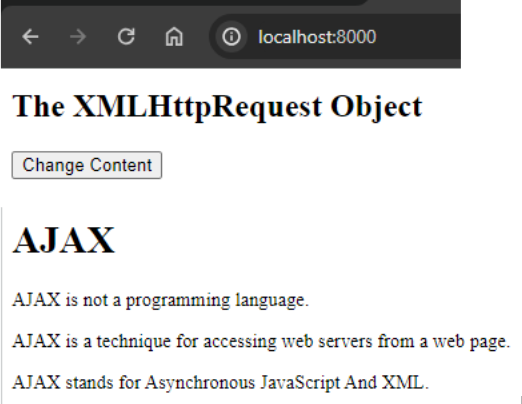 localhost:8000
The XMLHttpRequest Object
Change Content
AJAX
AJAX is not a programming language.
AJAX is a technique for accessing web servers from a web page.
AJAX stands for Asynchronous JavaScript And XML.